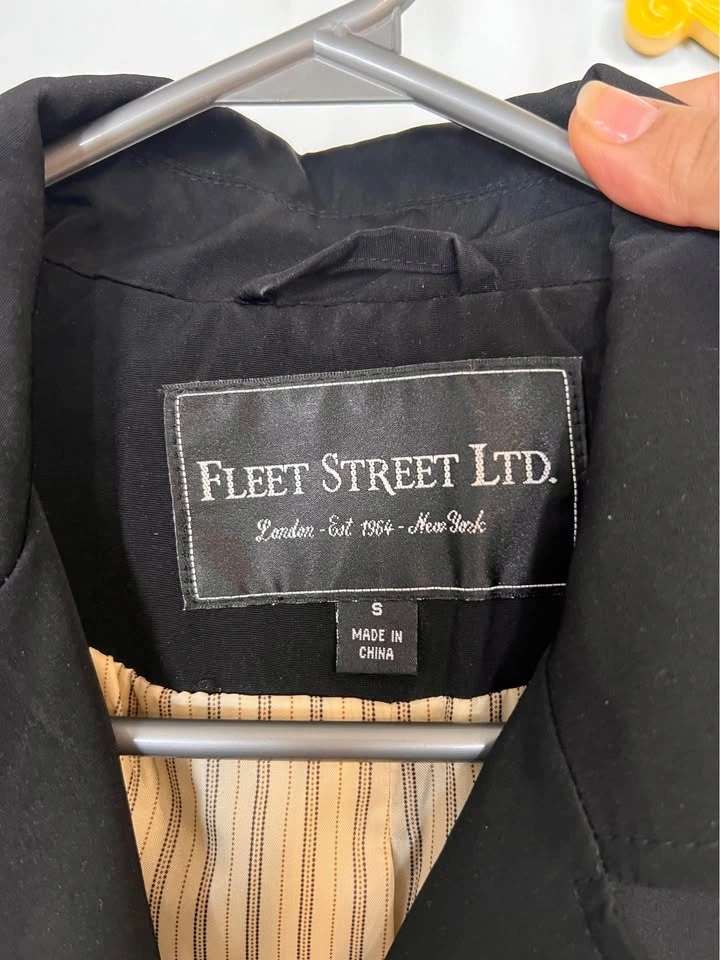 FLEET STREET LTD.
London - Est 1964 - New York
S
MADE IN
CHINA